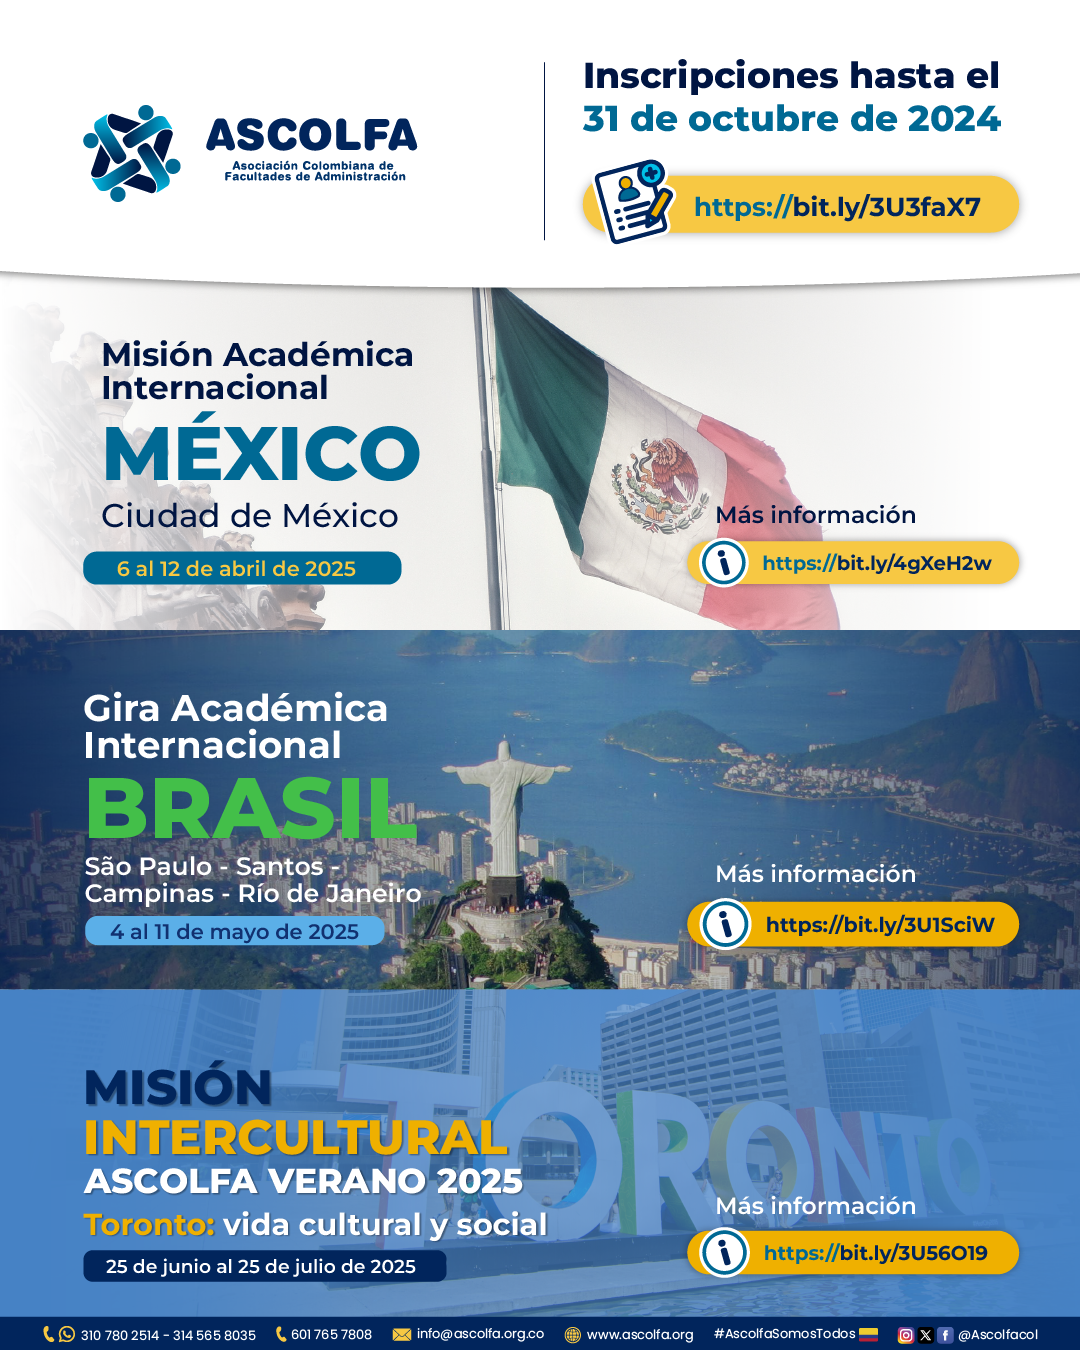 ASCOLFA
Asociación Colombiana de
Facultades de Administración
Inscripciones hasta el
31 de octubre de 2024
https://bit.ly/3U3faX7
Misión Académica
Internacional
MÉXICO
Ciudad de México
6 al 12 de abril de 2025
Más información
https://bit.ly/4gXeH2w
Gira Académica
Internacional
BRASIL
São Paulo - Santos -
Campinas - Río de Janeiro
4 al 11 de mayo de 2025
Más información
https://bit.ly/3U1SciW
TORONTO
MISIÓN
INTERCULTURAL
ASCOLFA VERANO 2025
Toronto: vida cultural y social
25 de junio al 25 de julio de 2025
Más información
https://bit.ly/3U56O19
310 780 2514 - 314 565 8035
601 765 7808
info@ascolfa.org.co
www.ascolfa.org
#AscolfaSomosTodos
@Ascolfacol